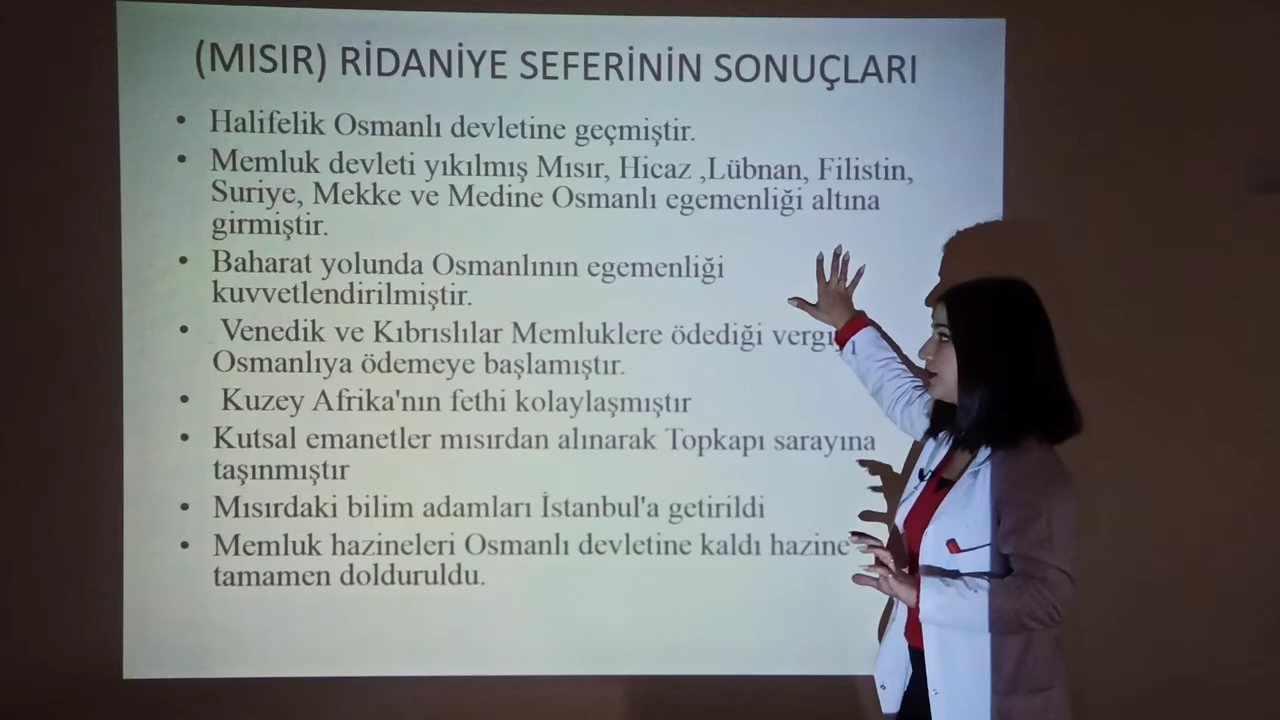 (MISIR) RİDANİYE SEFERİNİN SONUÇLARI
• Halifelik Osmanlı devletine geçmiştir.
• Memluk devleti yıkılmış Mısır, Hicaz ,Lübnan, Filistin,
Suriye, Mekke ve Medine Osmanlı egemenliği altına
girmiştir.
• Baharat yolunda Osmanlının egemenliği
kuvvetlendirilmiştir.
• Venedik ve Kıbrıslılar Memluklere ödediği vergiyi
Osmanlıya ödemeye başlamıştır.
• Kuzey Afrika'nın fethi kolaylaşmıştır
• Kutsal emanetler mısırdan alınarak Topkapı sarayına
taşınmıştır
• Mısırdaki bilim adamları İstanbul'a getirildi
• Memluk hazineleri Osmanlı devletine kaldı hazine
tamamen dolduruldu.